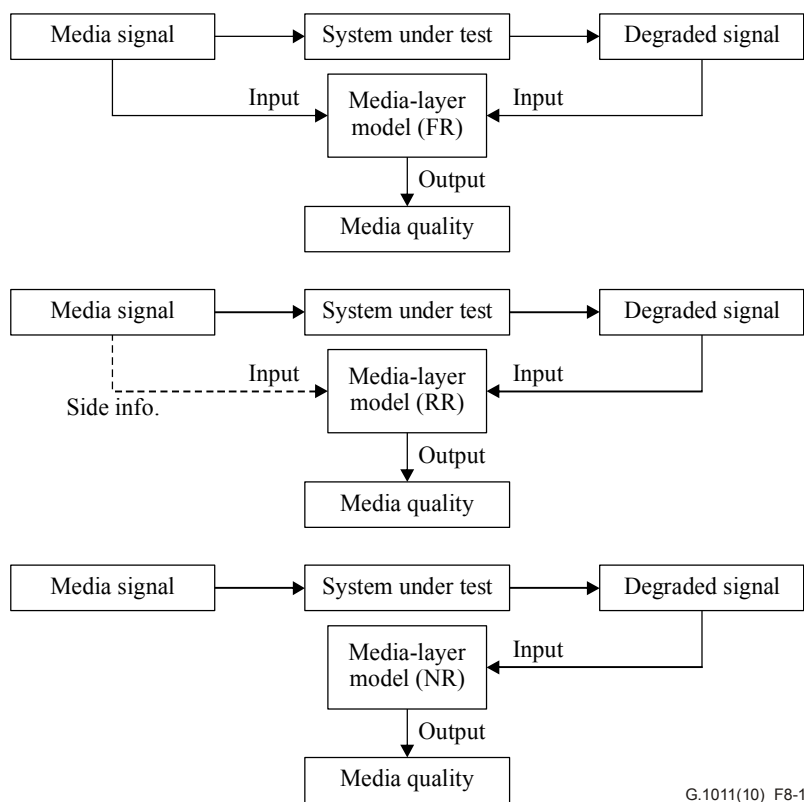 Media signal
System under test
Degraded signal
Input
Media-layer
model (FR)
Input
Output
Media quality
Media signal
System under test
Degraded signal
Input
Side info.
Media-layer
model (RR)
Input
Output
Media quality
Media signal
System under test
Degraded signal
Media-layer
model (NR)
Input
Output
Media quality
G.1011(10)_F8-1